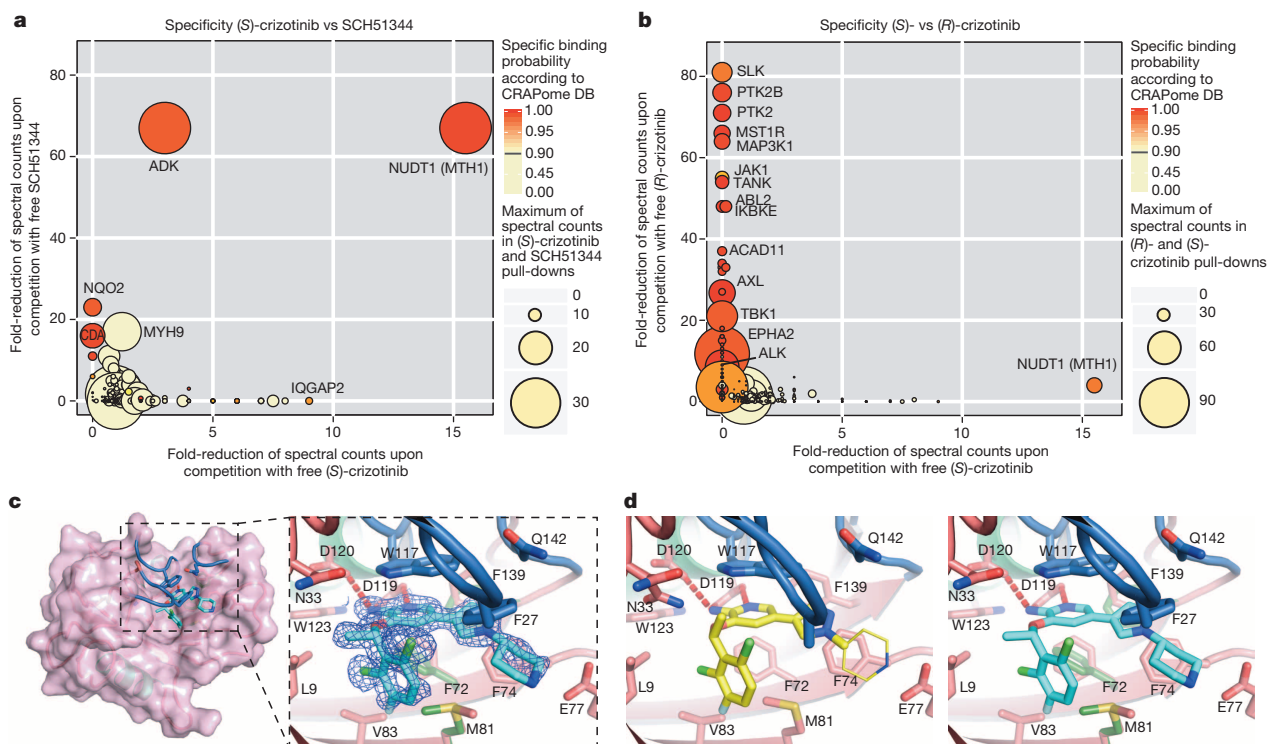 a
Specificity (S)-crizotinib vs SCH51344
Fold-reduction of spectral counts upon
competition with free SCH51344
80
60
40
20
0
ADK
NUDT1 (MTH1)
NQO2
CDA
MYH9
IQGAP2
0
5
10
15
Fold-reduction of spectral counts upon
competition with free (S)-crizotinib
Specific binding
probability
according to
CRAPome DB
1.00
0.95
0.90
0.45
0.00
Maximum of
spectral counts
in (S)-crizotinib
and SCH51344
pull-downs
0
10
20
30
b
Specificity (S)- vs (R)-crizotinib
Fold-reduction of spectral counts upon
competition with free (R)-crizotinib
80
60
40
20
0
SLK
PTK2B
PTK2
MST1R
MAP3K1
JAK1
TANK
ABL2
IKBKE
ACAD11
AXL
TBK1
EPHA2
ALK
NUDT1 (MTH1)
0
5
10
15
Fold-reduction of spectral counts upon
competition with free (S)-crizotinib
Specific binding
probability
according to
CRAPome DB
1.00
0.95
0.90
0.45
0.00
Maximum of
spectral counts in
(R)- and (S)-
crizotinib pull-downs
0
30
60
90
c
D120
W117
Q142
D119
F139
N33
W123
F27
L9
F72
F74
E77
V83
M81
d
D120
W117
Q142
D119
F139
N33
W123
F27
L9
F72
F74
E77
V83
M81
D120
W117
Q142
D119
F139
N33
W123
F27
L9
F72
F74
E77
V83
M81